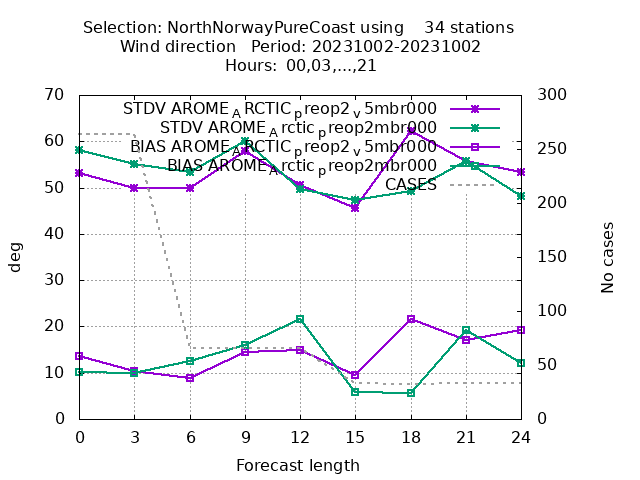 Selection: NorthNorwayPureCoast using    34 stations
Wind direction   Period: 20231002-20231002
Hours:  00,03,...,21
70
60
50
40
30
20
10
0
300
250
200
150
100
50
0
STDV AROME_ARCTIC_preop2_v5mbr000
STDV AROME_Arctic_preop2mbr000
BIAS AROME_ARCTIC_preop2_v5mbr000
BIAS AROME_Arctic_preop2mbr000
CASES
deg
No cases
0 3 6 9 12 15 18 21 24
Forecast length